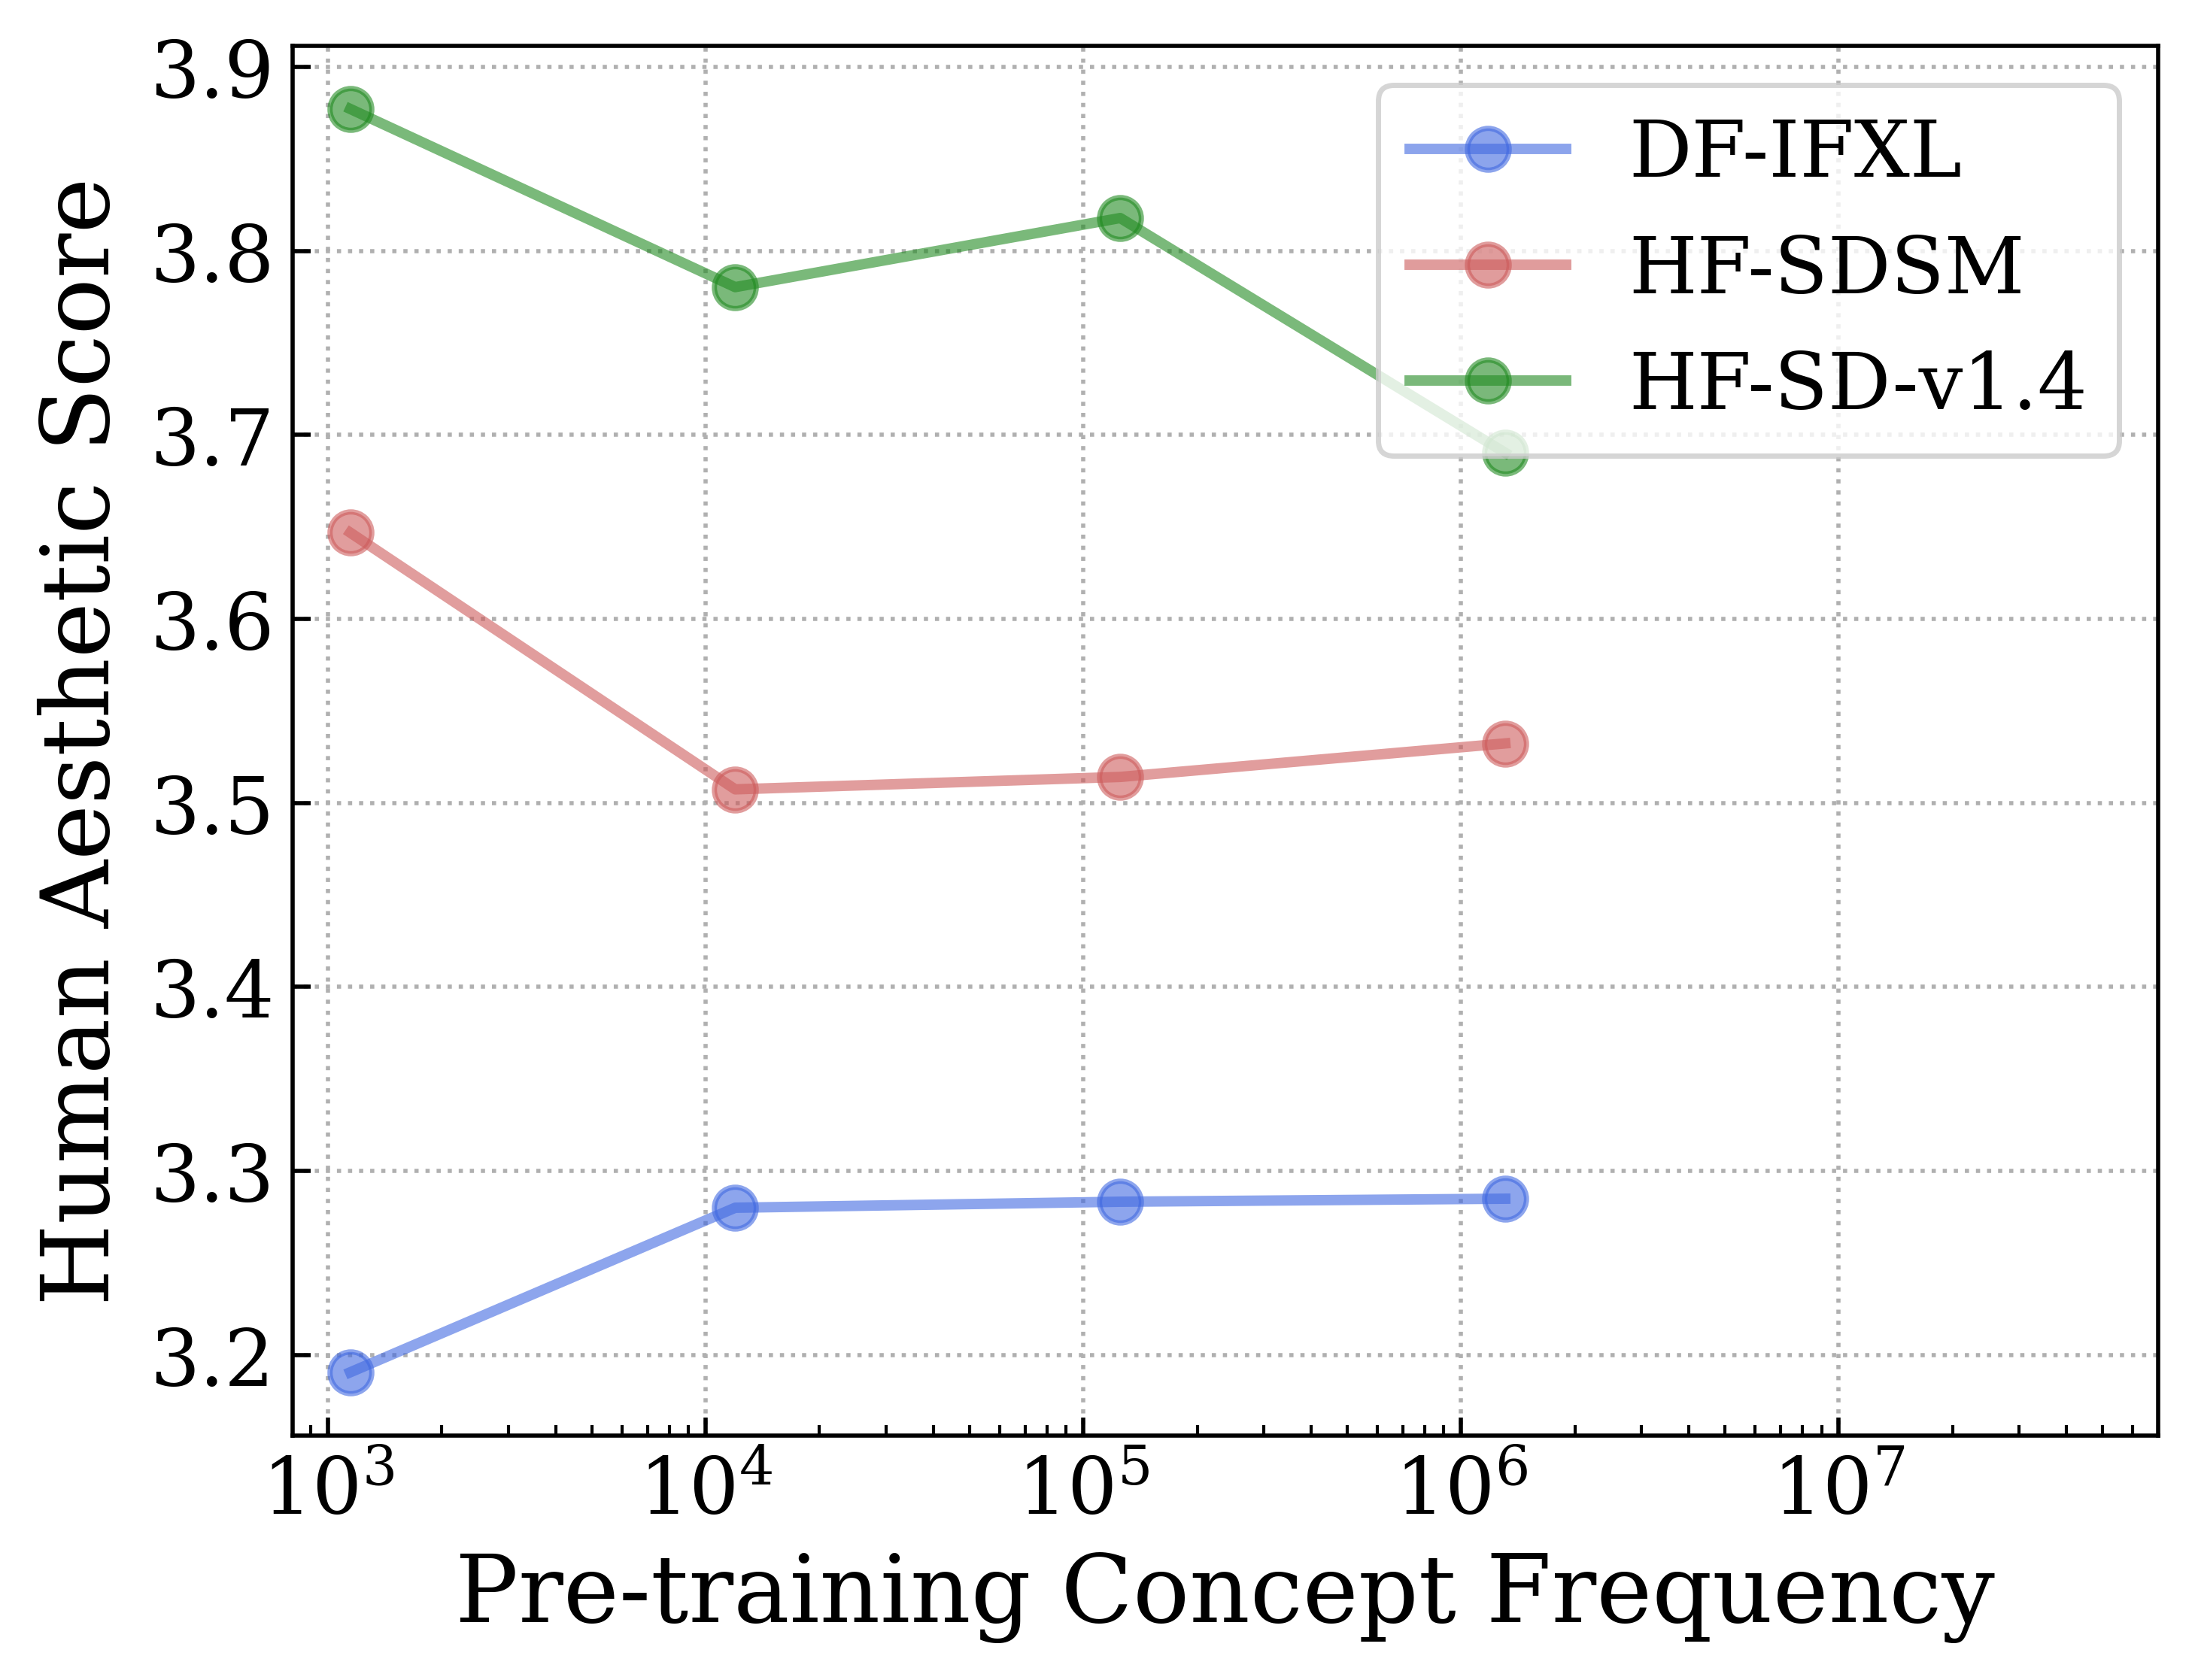 Human Aesthetic Score
3.9
3.8
3.7
3.6
3.5
3.4
3.3
3.2
DF-IFXL
HF-SDSM
HF-SD-v1.4
10³ 10⁴ 10⁵ 10⁶ 10⁷
Pre-training Concept Frequency